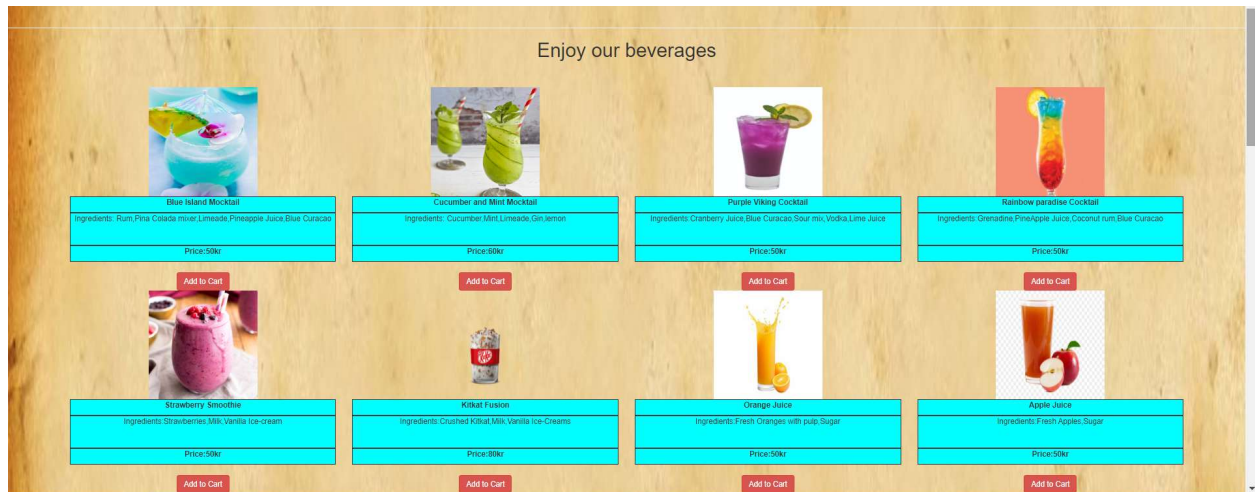 Enjoy our beverages
Blue Island Mocktail
Ingredients: Rum,Pina Colada mixer,Limeade,Pineapple Juice,Blue Curacao
Price:50kr
Add to Cart
Cucumber and Mint Mocktail
Ingredients: Cucumber,Mint,Limeade,Gin,lemon
Price:60kr
Add to Cart
Purple Viking Cocktail
Ingredients:Cranberry Juice,Blue Curacao,Sour mix,Vodka,Lime Juice
Price:50kr
Add to Cart
Rainbow paradise Cocktail
Ingredients:Grenadine,PineApple Juice,Coconut rum,Blue Curacao
Price:50kr
Add to Cart
Strawberry Smoothie
Ingredients:Strawberries,Milk,Vanilla Ice-cream
Price:50kr
Add to Cart
KitKat
Kitkat Fusion
Ingredients:Crushed Kitkat,Milk,Vanilla Ice-Creams
Price:80kr
Add to Cart
Orange Juice
Ingredients:Fresh Oranges with pulp,Sugar
Price:50kr
Add to Cart
Apple Juice
Ingredients:Fresh Apples,Sugar
Price:50kr
Add to Cart